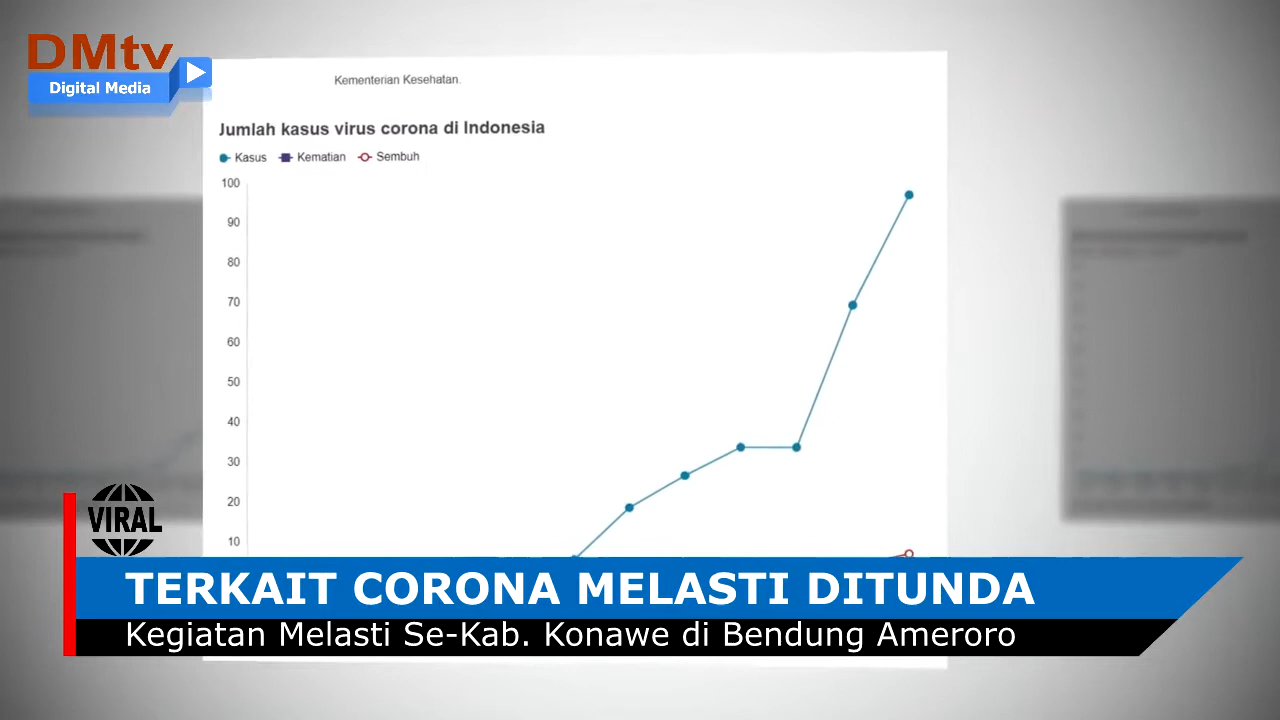 DMtv
Digital Media
Kementerian Kesehatan.
Jumlah kasus virus corona di Indonesia
Kasus Kematian Sembuh
100
90
80
70
60
50
40
30
20
10
VIRAL
TERKAIT CORONA MELASTI DITUNDA
Kegiatan Melasti Se-Kab. Konawe di Bendung Ameroro